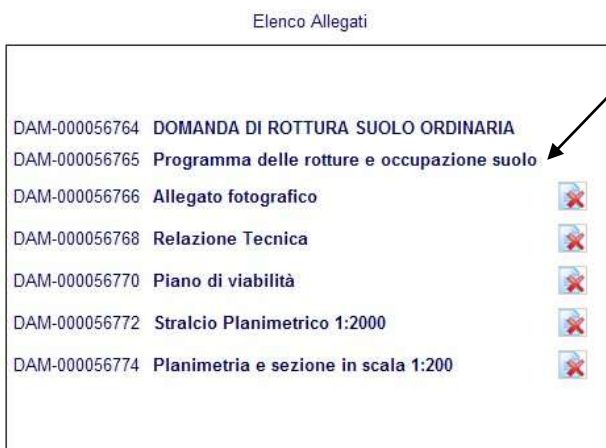 Elenco Allegati
DAM-000056764 DOMANDA DI ROTTURA SUOLO ORDINARIA
DAM-000056765 Programma delle rotture e occupazione suolo
DAM-000056766 Allegato fotografico
DAM-000056768 Relazione Tecnica
DAM-000056770 Piano di viabilità
DAM-000056772 Stralcio Planimetrico 1:2000
DAM-000056774 Planimetria e sezione in scala 1:200